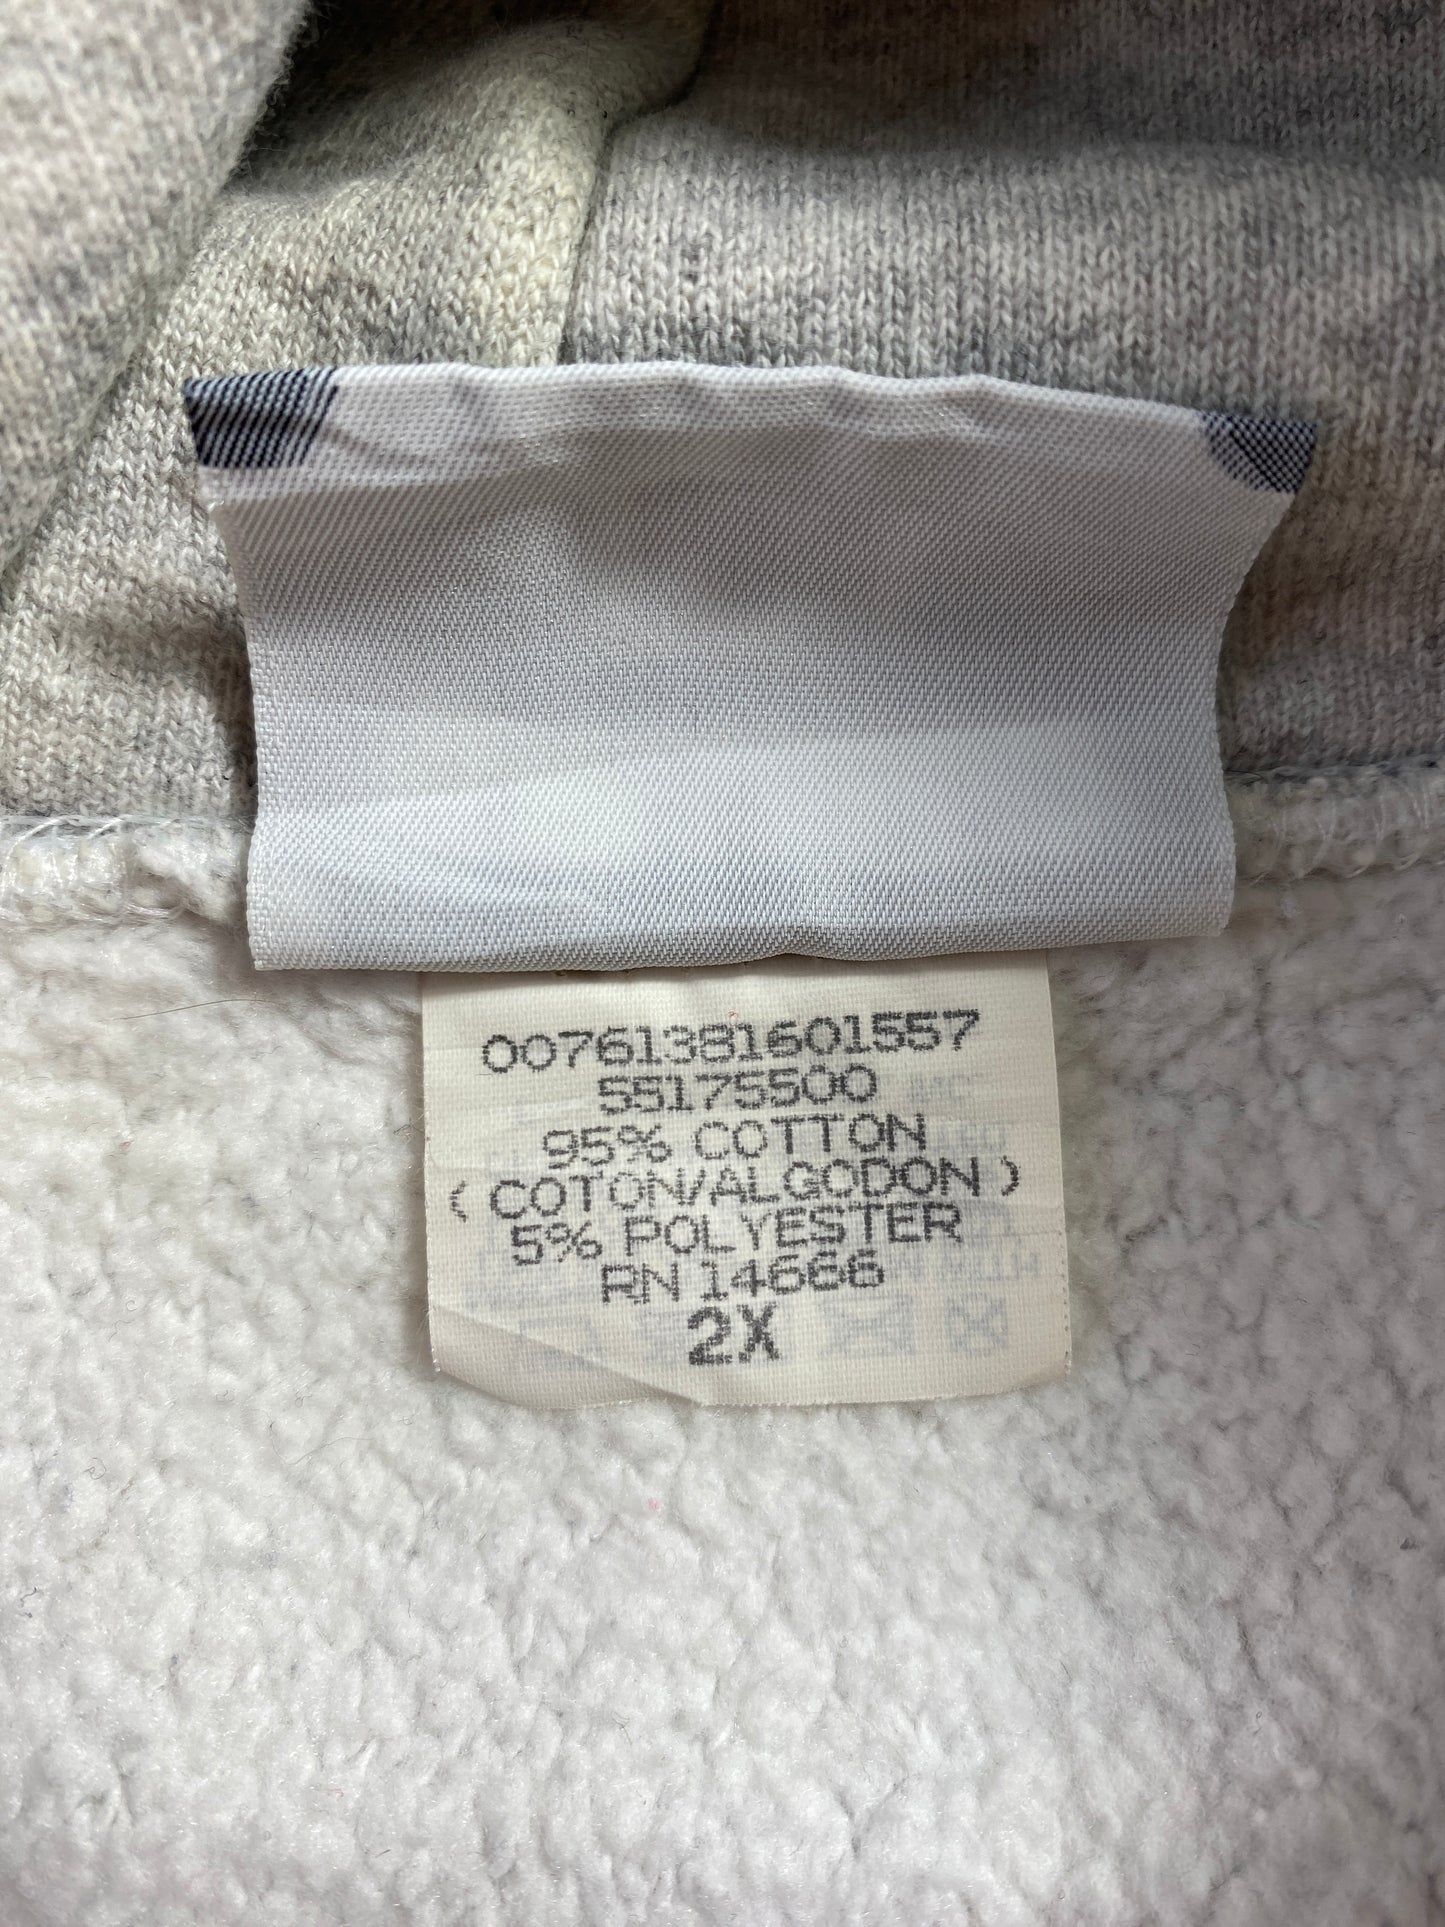 00761381601557
55175500
95% COTTON
(COTON/ALGODON)
5% POLYESTER
RN 14666
2X